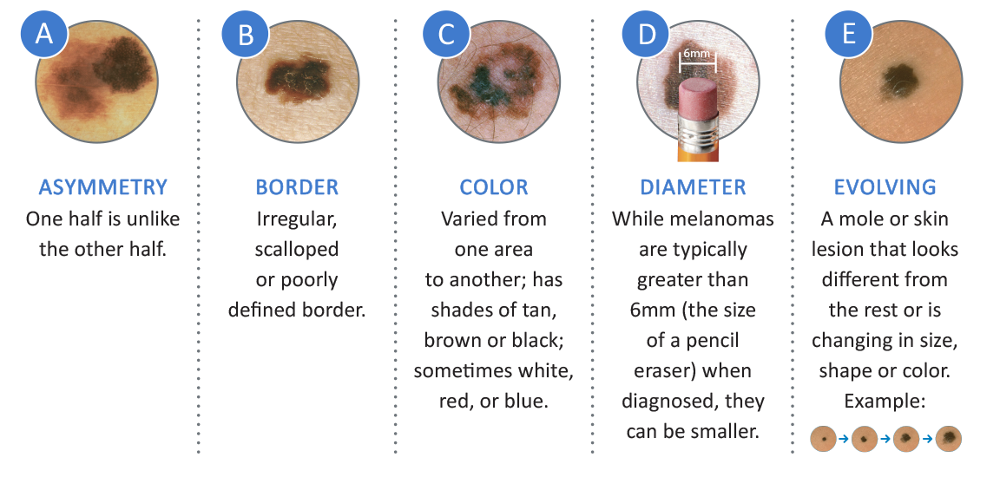 A
ASYMMETRY
One half is unlike
the other half.
B
BORDER
Irregular,
scalloped
or poorly
defined border.
C
COLOR
Varied from
one area
to another; has
shades of tan,
brown or black;
sometimes white,
red, or blue.
D
6mm
DIAMETER
While melanomas
are typically
greater than
6mm (the size
of a pencil
eraser) when
diagnosed, they
can be smaller.
E
EVOLVING
A mole or skin
lesion that looks
different from
the rest or is
changing in size,
shape or color.
Example: